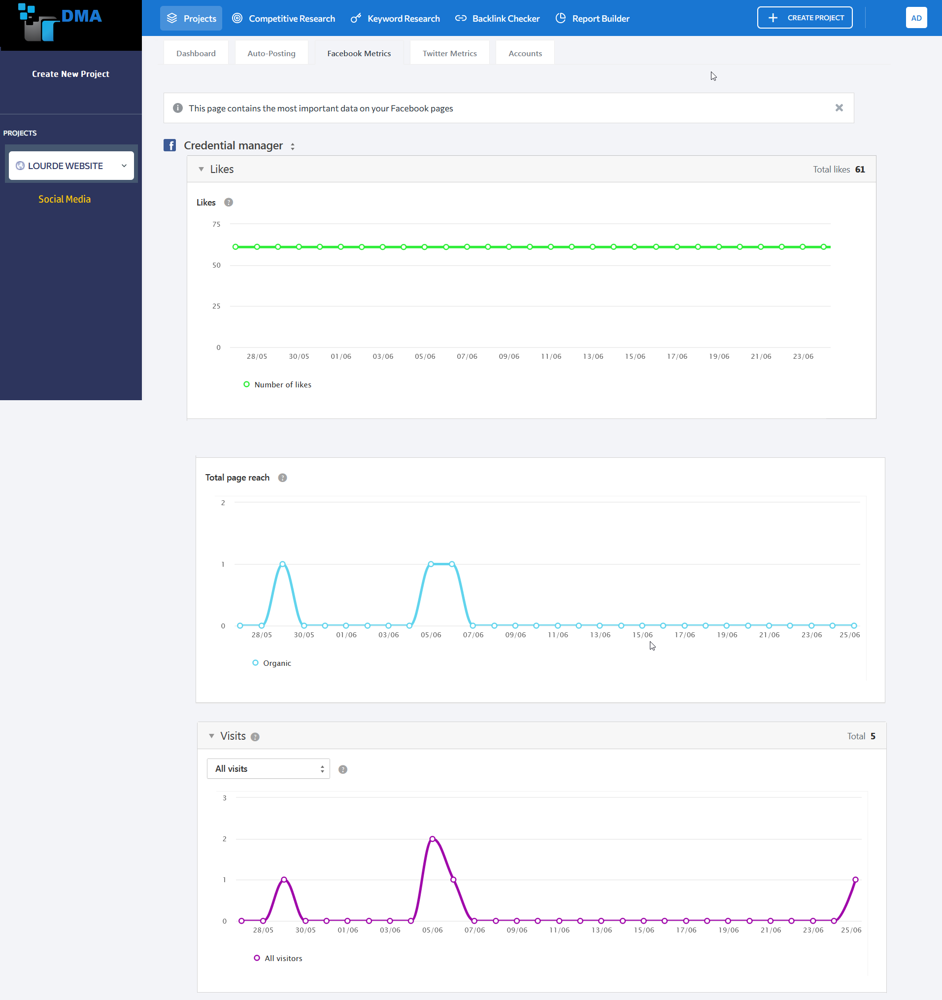 DMA
Projects Competitive Research Keyword Research Backlink Checker Report Builder CREATE PROJECT AD
Dashboard Auto-Posting Facebook Metrics Twitter Metrics Accounts
Create New Project
This page contains the most important data on your Facebook pages
PROJECTS
LOURDE WEBSITE
Social Media
Credential manager
Likes Total likes 61
Likes ?
75
50
25
0
28/05 30/05 01/06 03/06 05/06 07/06 09/06 11/06 13/06 15/06 17/06 19/06 21/06 23/06
Number of likes
Total page reach ?
2
1
0
28/05 30/05 01/06 03/06 05/06 07/06 09/06 11/06 13/06 15/06 17/06 19/06 21/06 23/06 25/06
Organic
Visits ? Total 5
All visits ?
3
2
1
0
28/05 30/05 01/06 03/06 05/06 07/06 09/06 11/06 13/06 15/06 17/06 19/06 21/06 23/06 25/06
All visitors